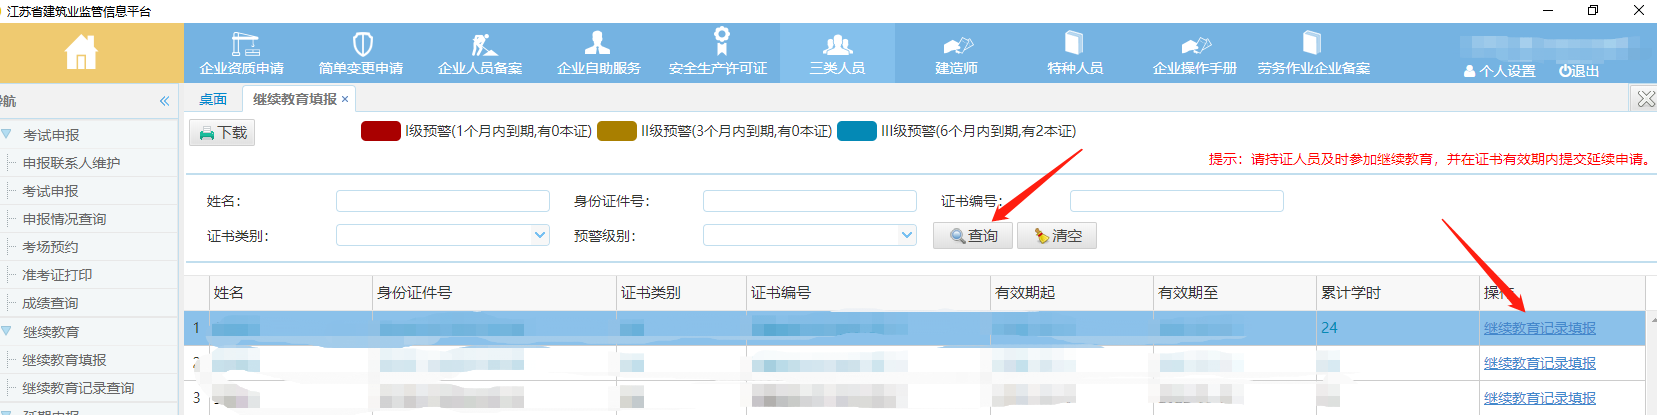 江苏省建筑业监管信息平台
企业资质申请 简单变更申请 企业人员备案 企业自助服务 安全生产许可证 三类人员 建造师 特种人员 企业操作手册 劳务作业企业备案
个人设置 退出
航
桌面 继续教育填报
下载 I级预警(1个月内到期,有0本证) II级预警(3个月内到期,有0本证) III级预警(6个月内到期,有2本证)
提示：请持证人员及时参加继续教育，并在证书有效期内提交延续申请。
考试申报
申报联系人维护
考试申报
申报情况查询
考场预约
准考证打印
成绩查询
继续教育
继续教育填报
继续教育记录查询
延期申报
姓名： 身份证件号： 证书编号：
证书类别： 预警级别： 查询 清空
姓名 身份证件号 证书类别 证书编号 有效期起 有效期至 累计学时 操作
1 24 继续教育记录填报
2 继续教育记录填报
3 继续教育记录填报